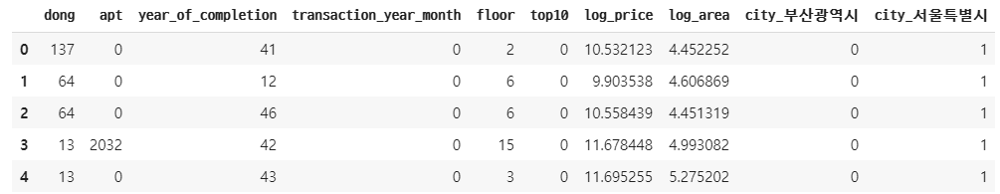 dong apt year_of_completion transaction_year_month floor top10 log_price log_area city_부산광역시 city_서울특별시
0 137 0 41 0 2 0 10.532123 4.452252 0 1
1 64 0 12 0 6 0 9.903538 4.606869 0 1
2 64 0 46 0 6 0 10.558439 4.451319 0 1
3 13 2032 42 0 15 0 11.678448 4.993082 0 1
4 13 0 43 0 3 0 11.695255 5.275202 0 1